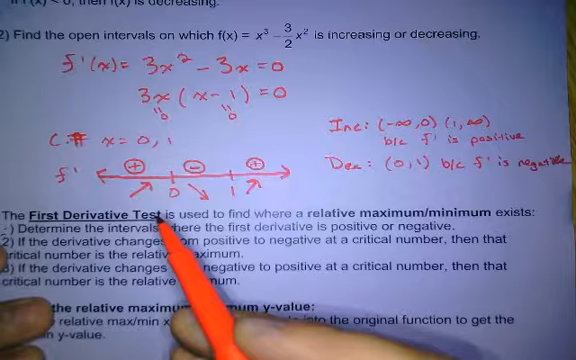 then f(x) is decreasing.
2) Find the open intervals on which f(x) = x³ − 3/2 x² is increasing or decreasing.
f'(x) = 3x² − 3x = 0
3x (x − 1) = 0
"0 "0
C.# x = 0, 1
Inc: (-∞, 0) (1, ∞)
b/c f' is positive
Dec: (0, 1) b/c f' is negative
f' + − +
0 1
The First Derivative Test is used to find where a relative maximum/minimum exists:
) Determine the intervals where the first derivative is positive or negative.
2) If the derivative changes from positive to negative at a critical number, then that
critical number is the relative maximum.
3) If the derivative changes negative to positive at a critical number, then that
critical number is the relative mum.
the relative maximum um y-value:
relative max/min x into the original function to get the
y-value.